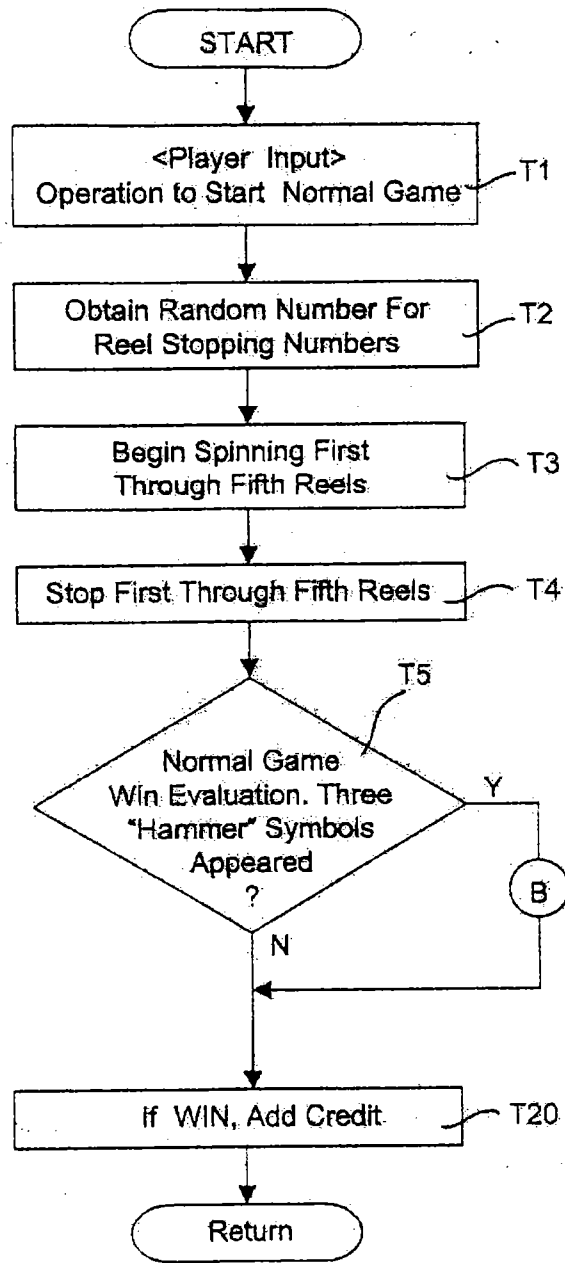 START
<Player Input>
Operation to Start Normal Game
T1
Obtain Random Number For
Reel Stopping Numbers
T2
Begin Spinning First
Through Fifth Reels
T3
Stop First Through Fifth Reels
T4
T5
Normal Game
Win Evaluation. Three
"Hammer" Symbols
Appeared
?
Y
B
N
If WIN, Add Credit
T20
Return